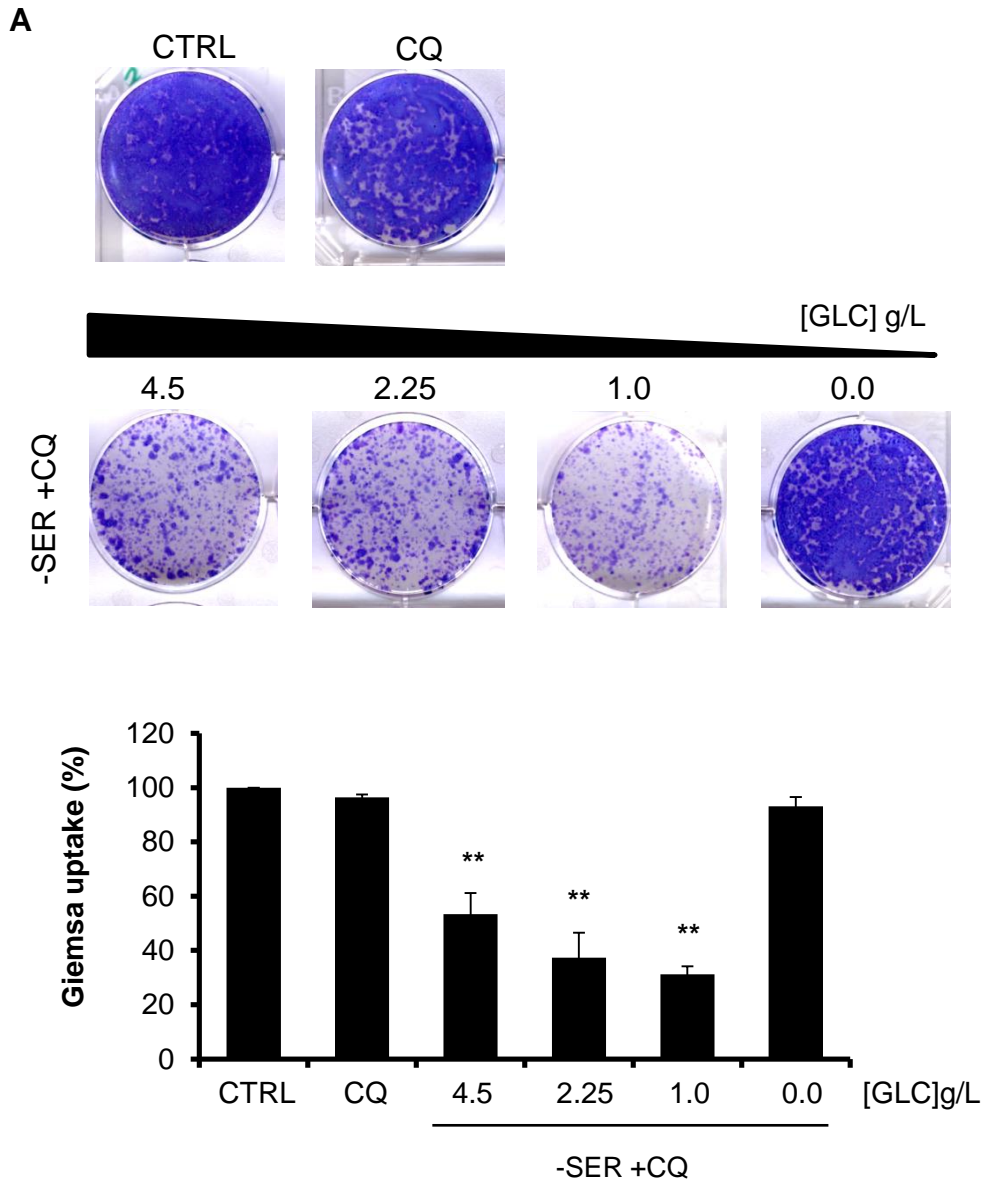 A
CTRL CQ
[GLC] g/L
4.5 2.25 1.0 0.0
-SER +CQ
120
100
80
60
40
20
0
Giemsa uptake (%)
**
**
**
CTRL CQ 4.5 2.25 1.0 0.0 [GLC]g/L
-SER +CQ